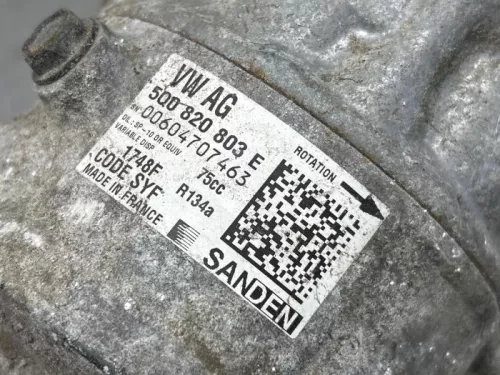 VW AG
5Q0 820 803 E
SN: 00604707463
OIL: SP-10 OR EQUIV 75cc
VARIABLE DISP
1748F R134a
CODE SYF
MADE IN FRANCE
SANDEN
ROTATION